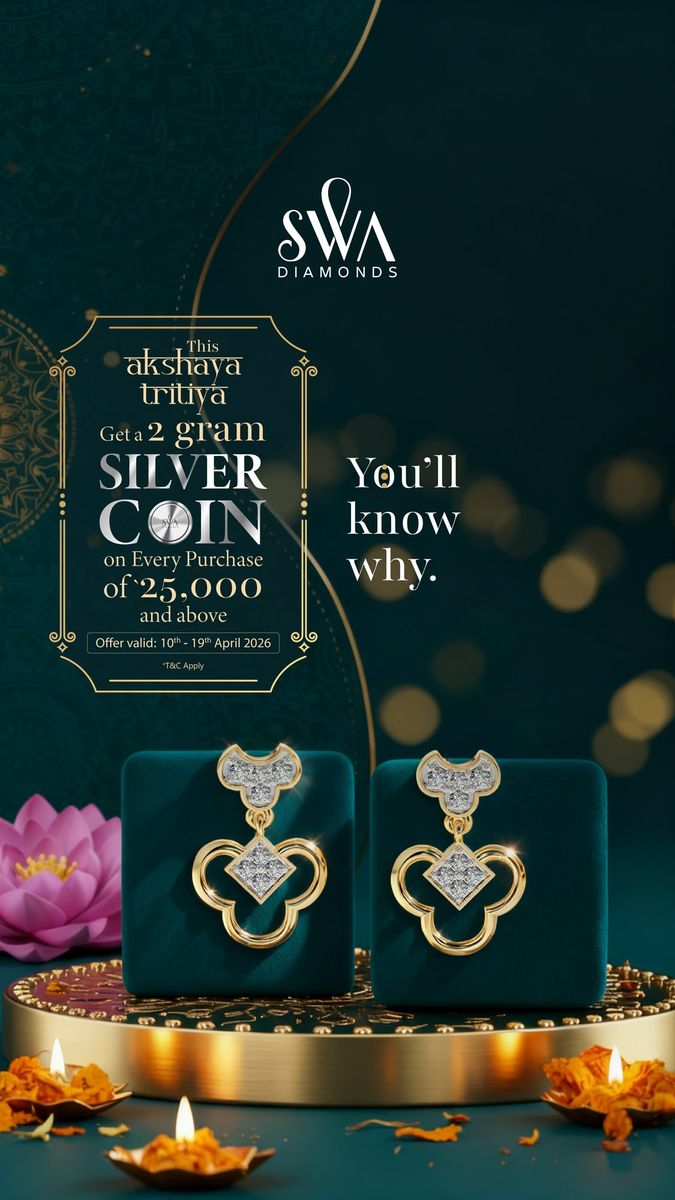 SWA
DIAMONDS
This
akshaya
tritiya
Get a 2 gram
SILVER
COIN
on Every Purchase
of `25,000
and above
Offer valid: 10th - 19th April 2026
*T&C Apply
You'll
know
why.